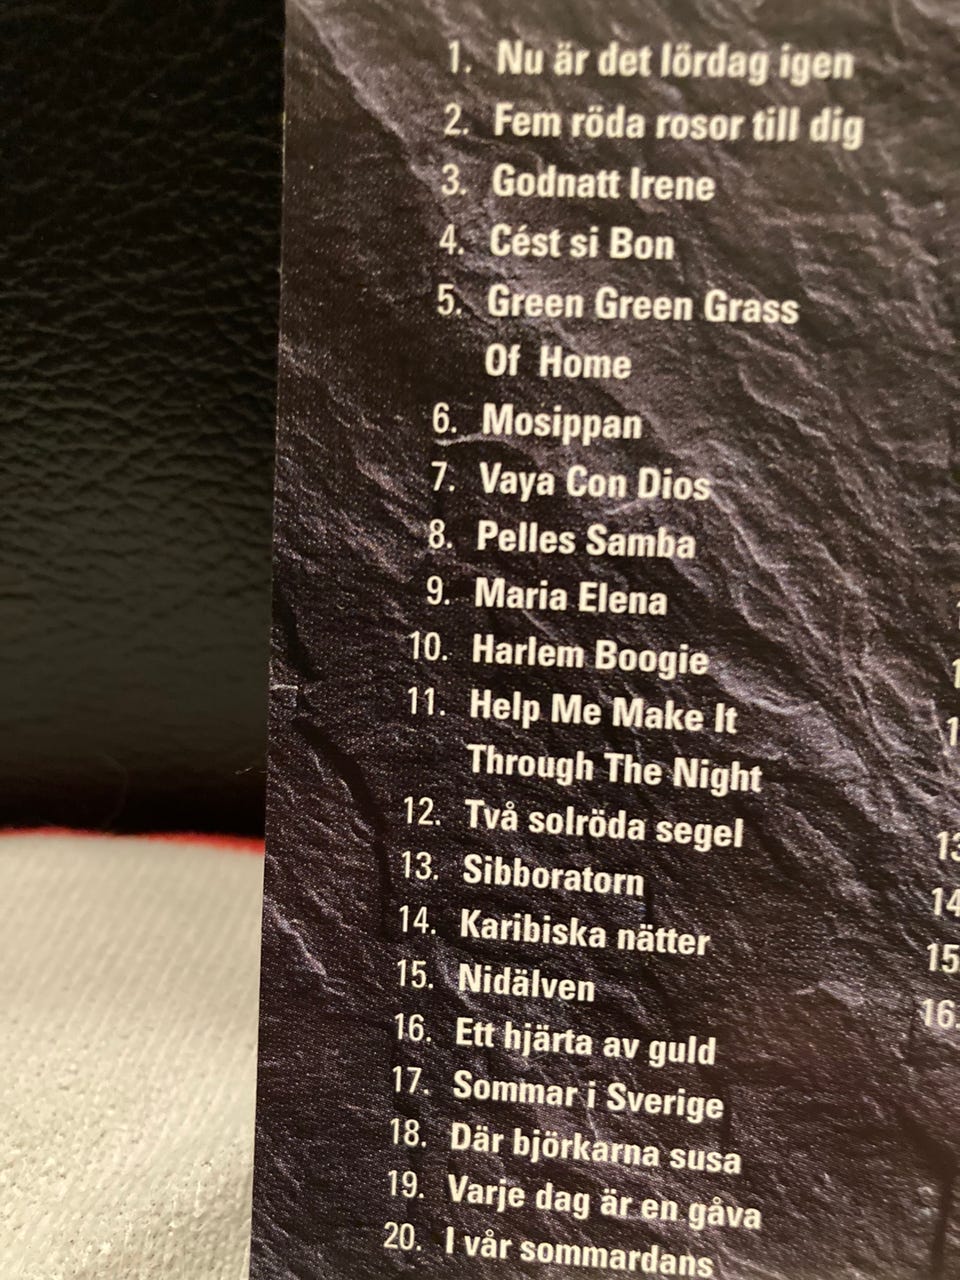 1. Nu är det lördag igen
2. Fem röda rosor till dig
3. Godnatt Irene
4. Cést si Bon
5. Green Green Grass
Of Home
6. Mosippan
7. Vaya Con Dios
8. Pelles Samba
9. Maria Elena
10. Harlem Boogie
11. Help Me Make It
Through The Night
12. Två solröda segel
13. Sibboratorn
14. Karibiska nätter
15. Nidälven
16. Ett hjärta av guld
17. Sommar i Sverige
18. Där björkarna susa
19. Varje dag är en gåva
20. I vår sommardans
13
14
15
16.